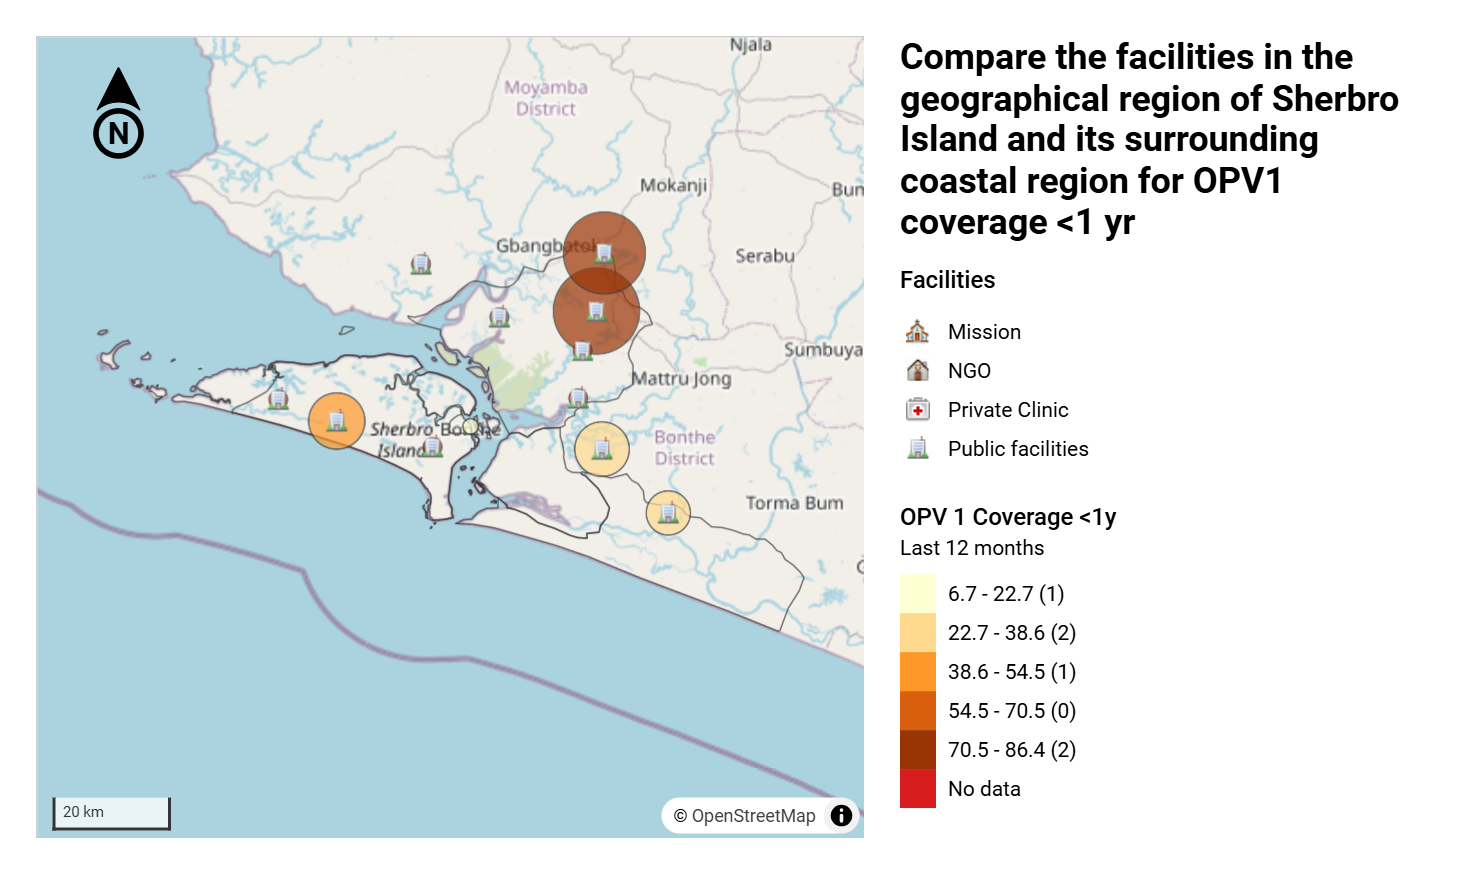 Compare the facilities in the
geographical region of Sherbro
Island and its surrounding
coastal region for OPV1
coverage <1 yr
Facilities
Mission
NGO
Private Clinic
Public facilities
OPV 1 Coverage <1y
Last 12 months
6.7 - 22.7 (1)
22.7 - 38.6 (2)
38.6 - 54.5 (1)
54.5 - 70.5 (0)
70.5 - 86.4 (2)
No data
Njala
Moyamba
District
N
Mokanji
Serabu
Sumbuya
Mattru Jong
Sherbro
Island
Bonthe
District
Torma Bum
20 km
© OpenStreetMap